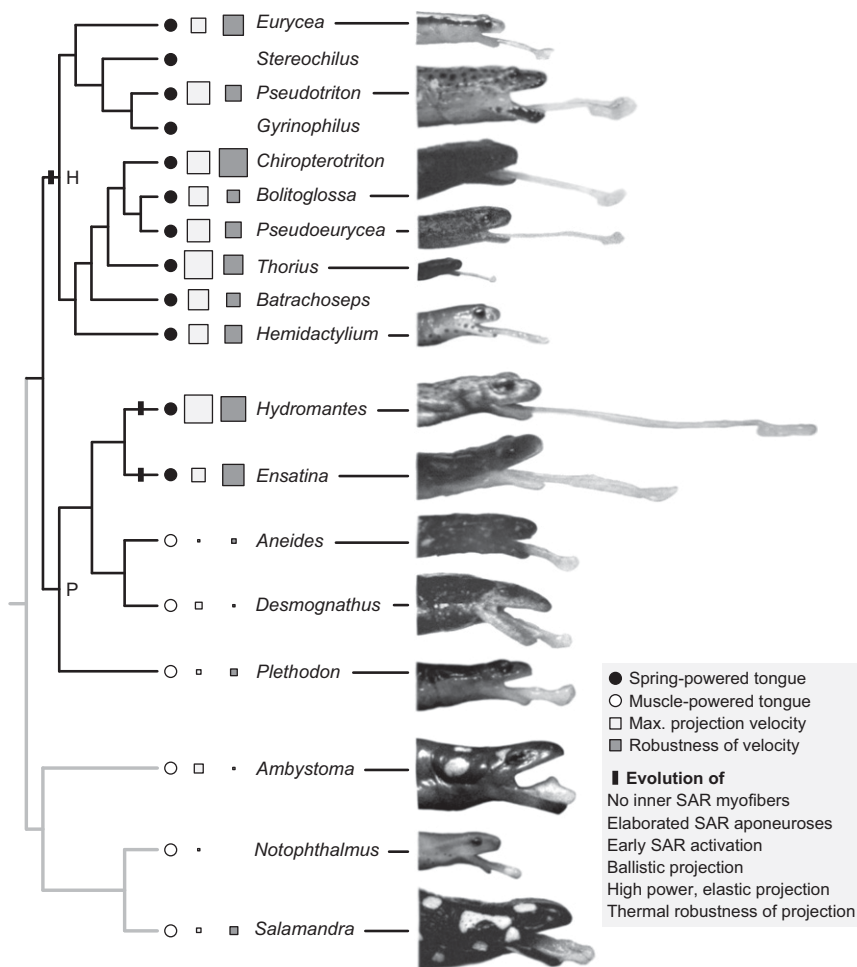 Eurycea
Stereochilus
Pseudotriton
Gyrinophilus
H
Chiropterotriton
Bolitoglossa
Pseudoeurycea
Thorius
Batrachoseps
Hemidactylium
Hydromantes
Ensatina
Aneides
P
Desmognathus
Plethodon
Ambystoma
Notophthalmus
Salamandra
Spring-powered tongue
Muscle-powered tongue
Max. projection velocity
Robustness of velocity
Evolution of
No inner SAR myofibers
Elaborated SAR aponeuroses
Early SAR activation
Ballistic projection
High power, elastic projection
Thermal robustness of projection